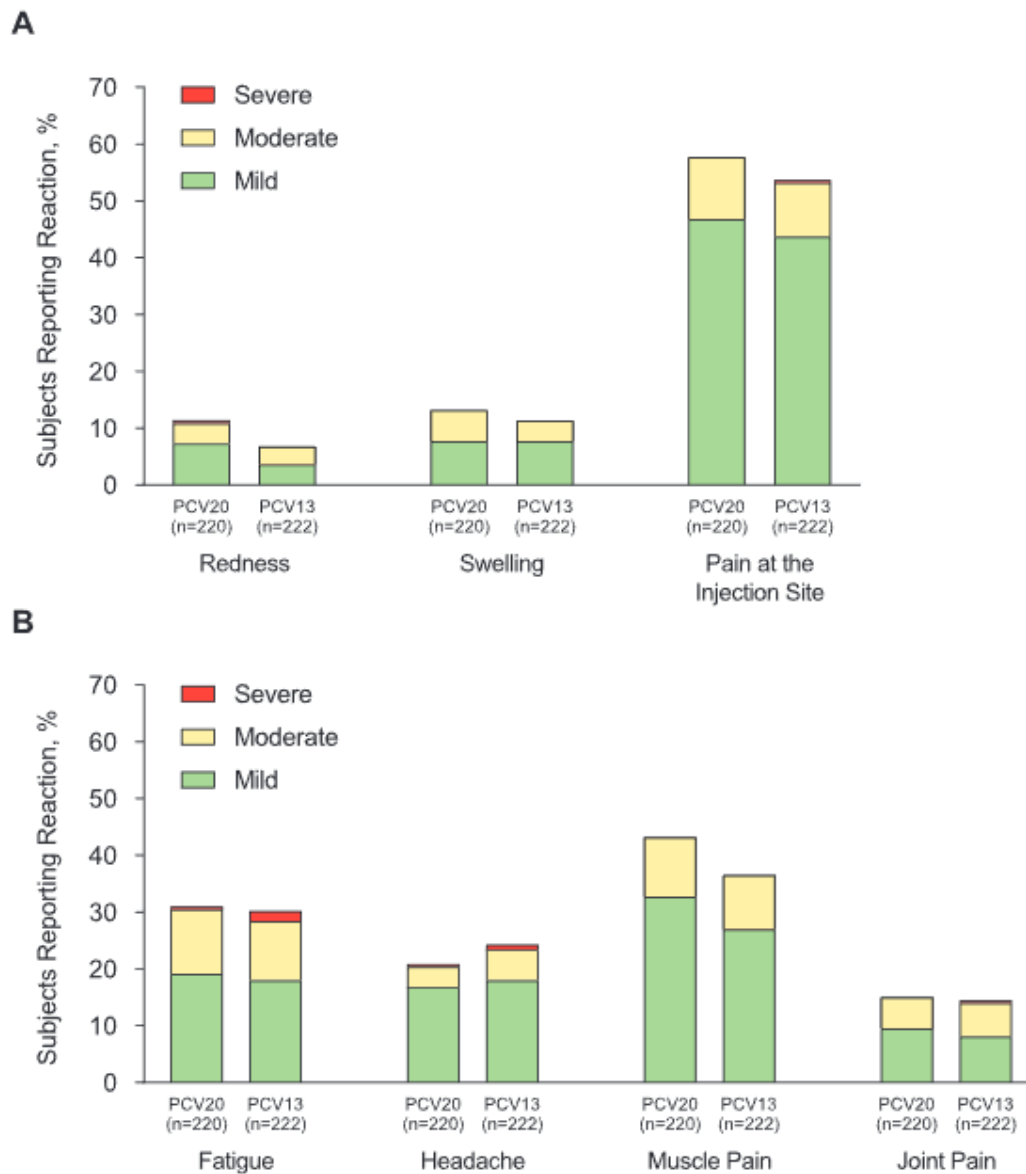 A
Subjects Reporting Reaction, %
70
60
50
40
30
20
10
0
Severe
Moderate
Mild
PCV20 PCV13 PCV20 PCV13 PCV20 PCV13
(n=220) (n=222) (n=220) (n=222) (n=220) (n=222)
Redness Swelling Pain at the
Injection Site
B
Subjects Reporting Reaction, %
70
60
50
40
30
20
10
0
Severe
Moderate
Mild
PCV20 PCV13 PCV20 PCV13 PCV20 PCV13 PCV20 PCV13
(n=220) (n=222) (n=220) (n=222) (n=220) (n=222) (n=220) (n=222)
Fatigue Headache Muscle Pain Joint Pain